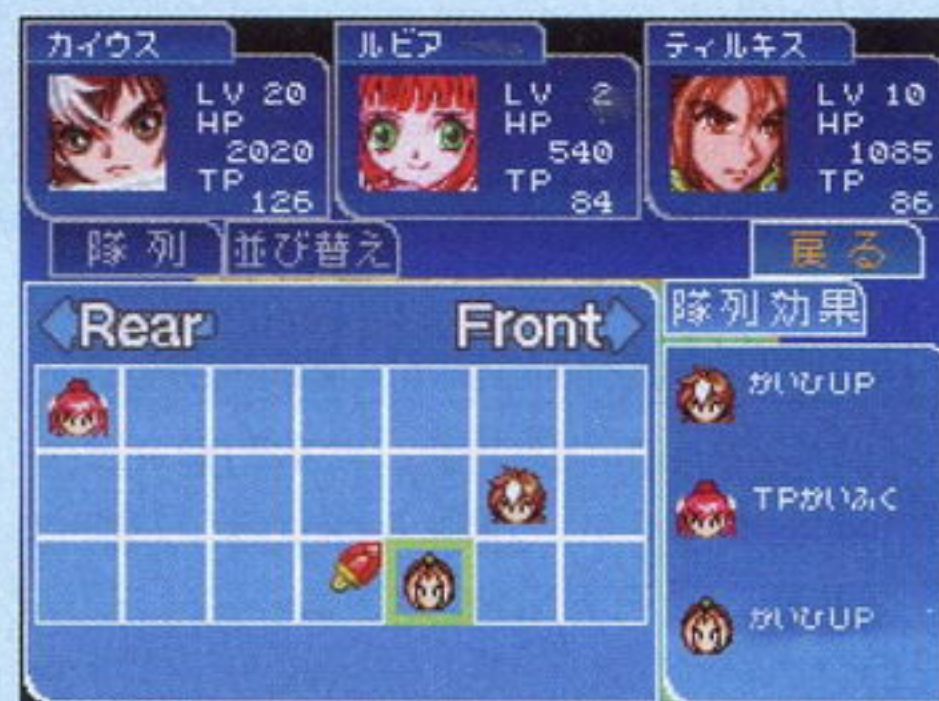 カイウス
LV 20
HP
2020
TP
126
ルビア
LV 2
HP
540
TP
84
ティルキス
LV 10
HP
1085
TP
86
隊列 並び替え 戻る
Rear Front
隊列効果
かいひUP
TPかいふく
かいひUP